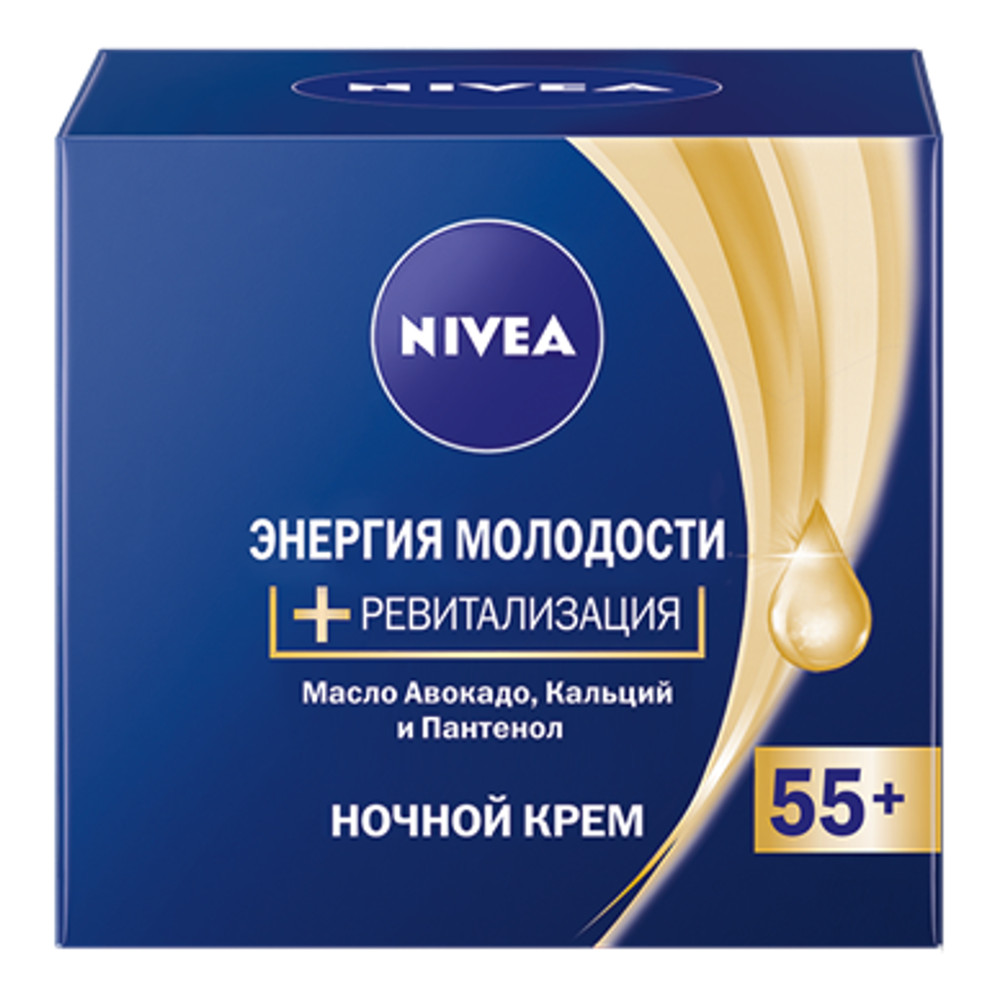 NIVEA
NIVEA
ЭНЕРГИЯ МОЛОДОСТИ
+РЕВИТАЛИЗАЦИЯ
Масло Авокадо, Кальций
и Пантенол
НОЧНОЙ КРЕМ
55+